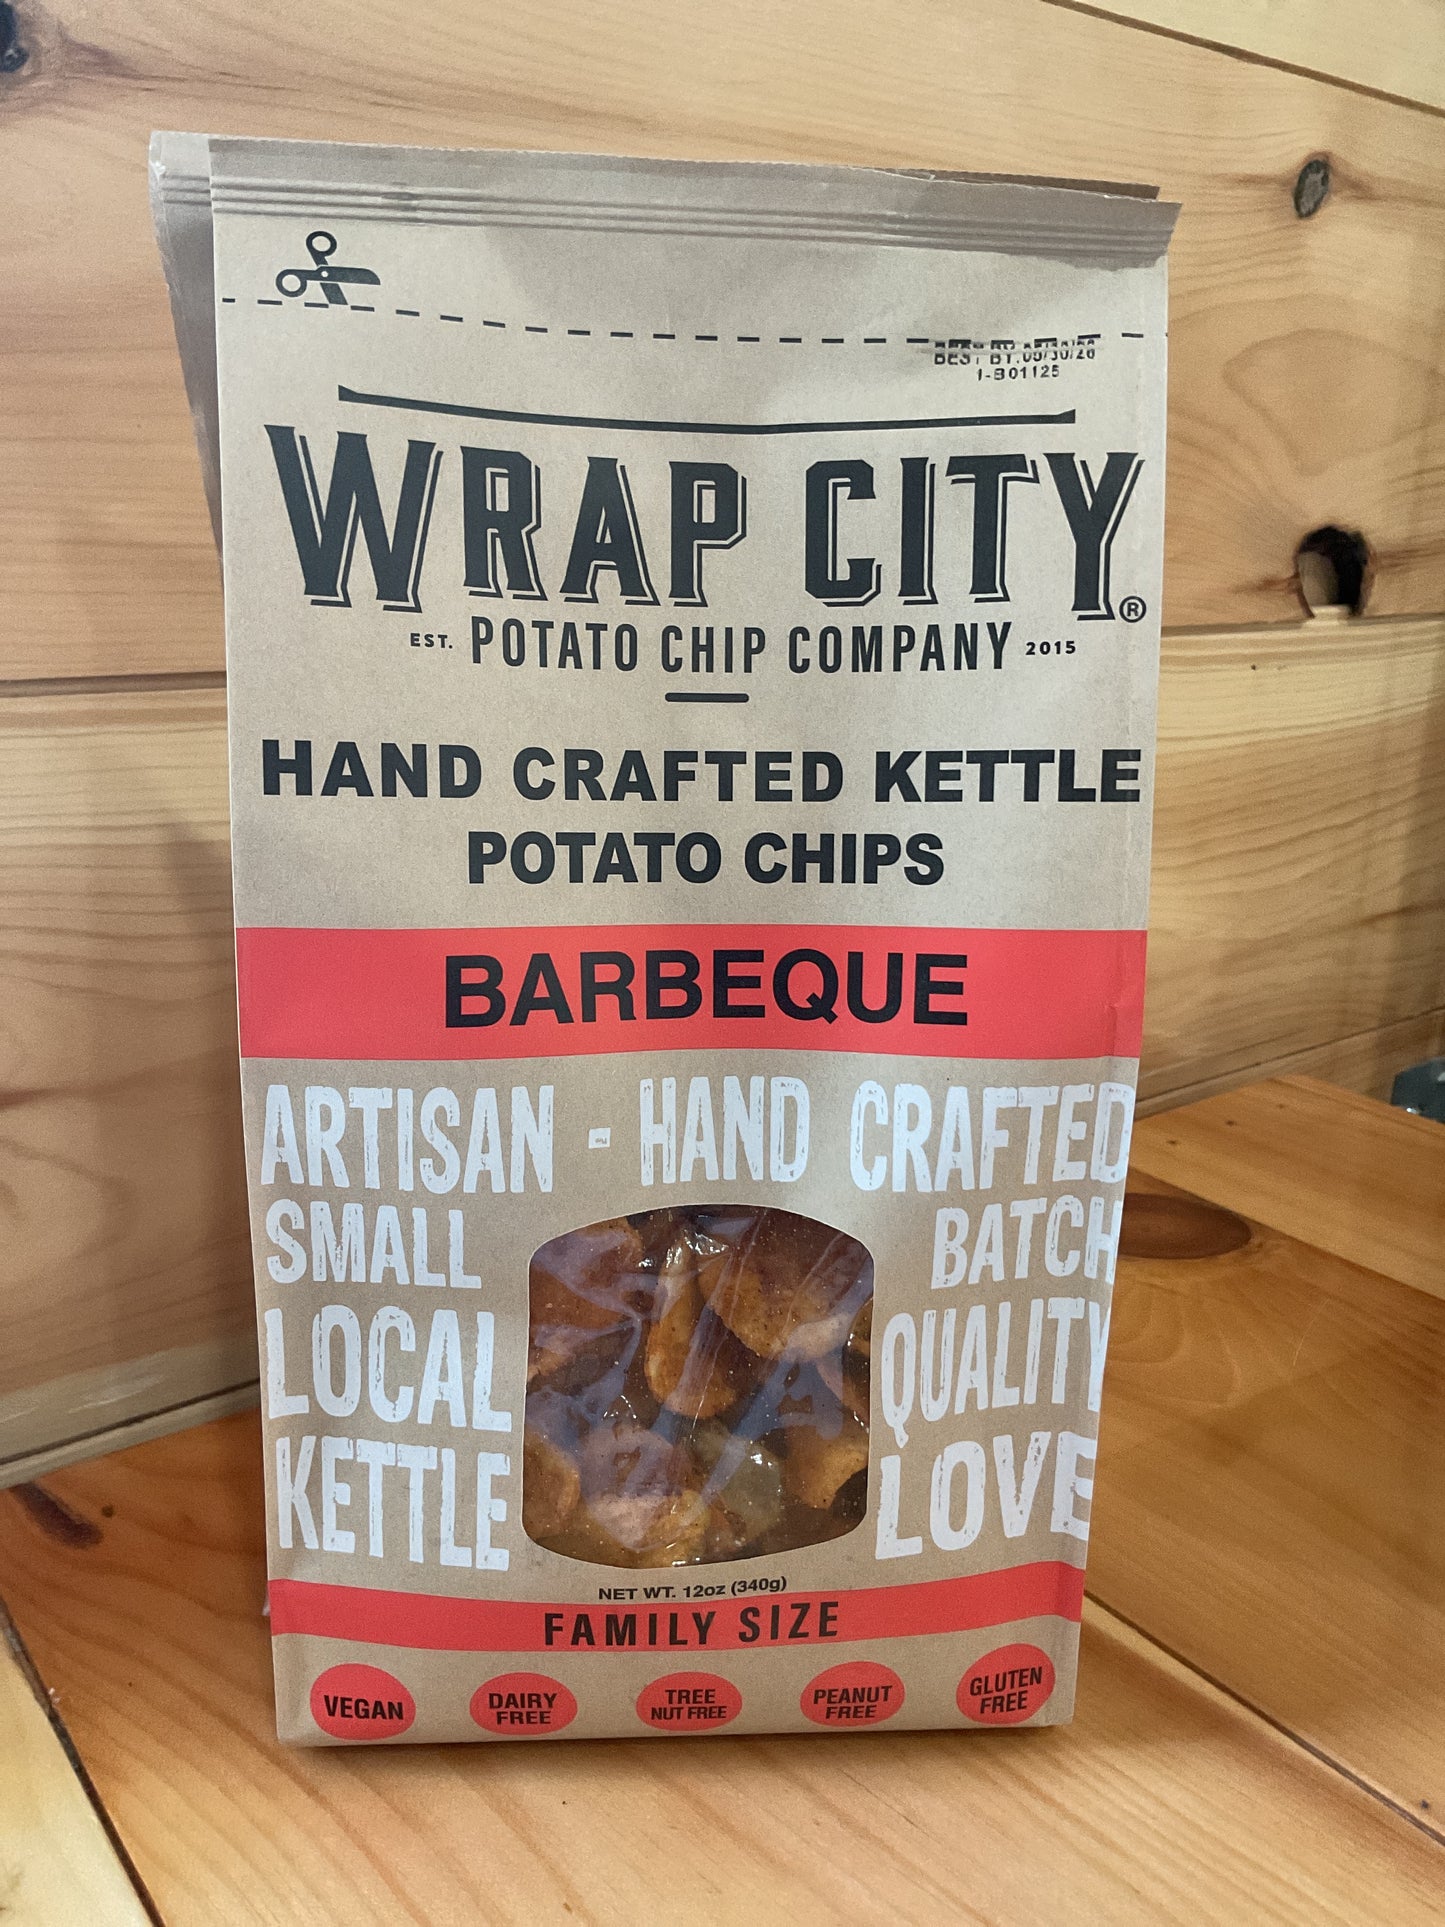 BEST BY:05/30/26
1-B01125
WRAP CITY®
EST. POTATO CHIP COMPANY 2015
HAND CRAFTED KETTLE
POTATO CHIPS
BARBEQUE
ARTISAN - HAND CRAFTED
SMALL BATCH
LOCAL QUALITY
KETTLE LOVE
NET WT. 12oz (340g)
FAMILY SIZE
VEGAN
DAIRY
FREE
TREE
NUT FREE
PEANUT
FREE
GLUTEN
FREE